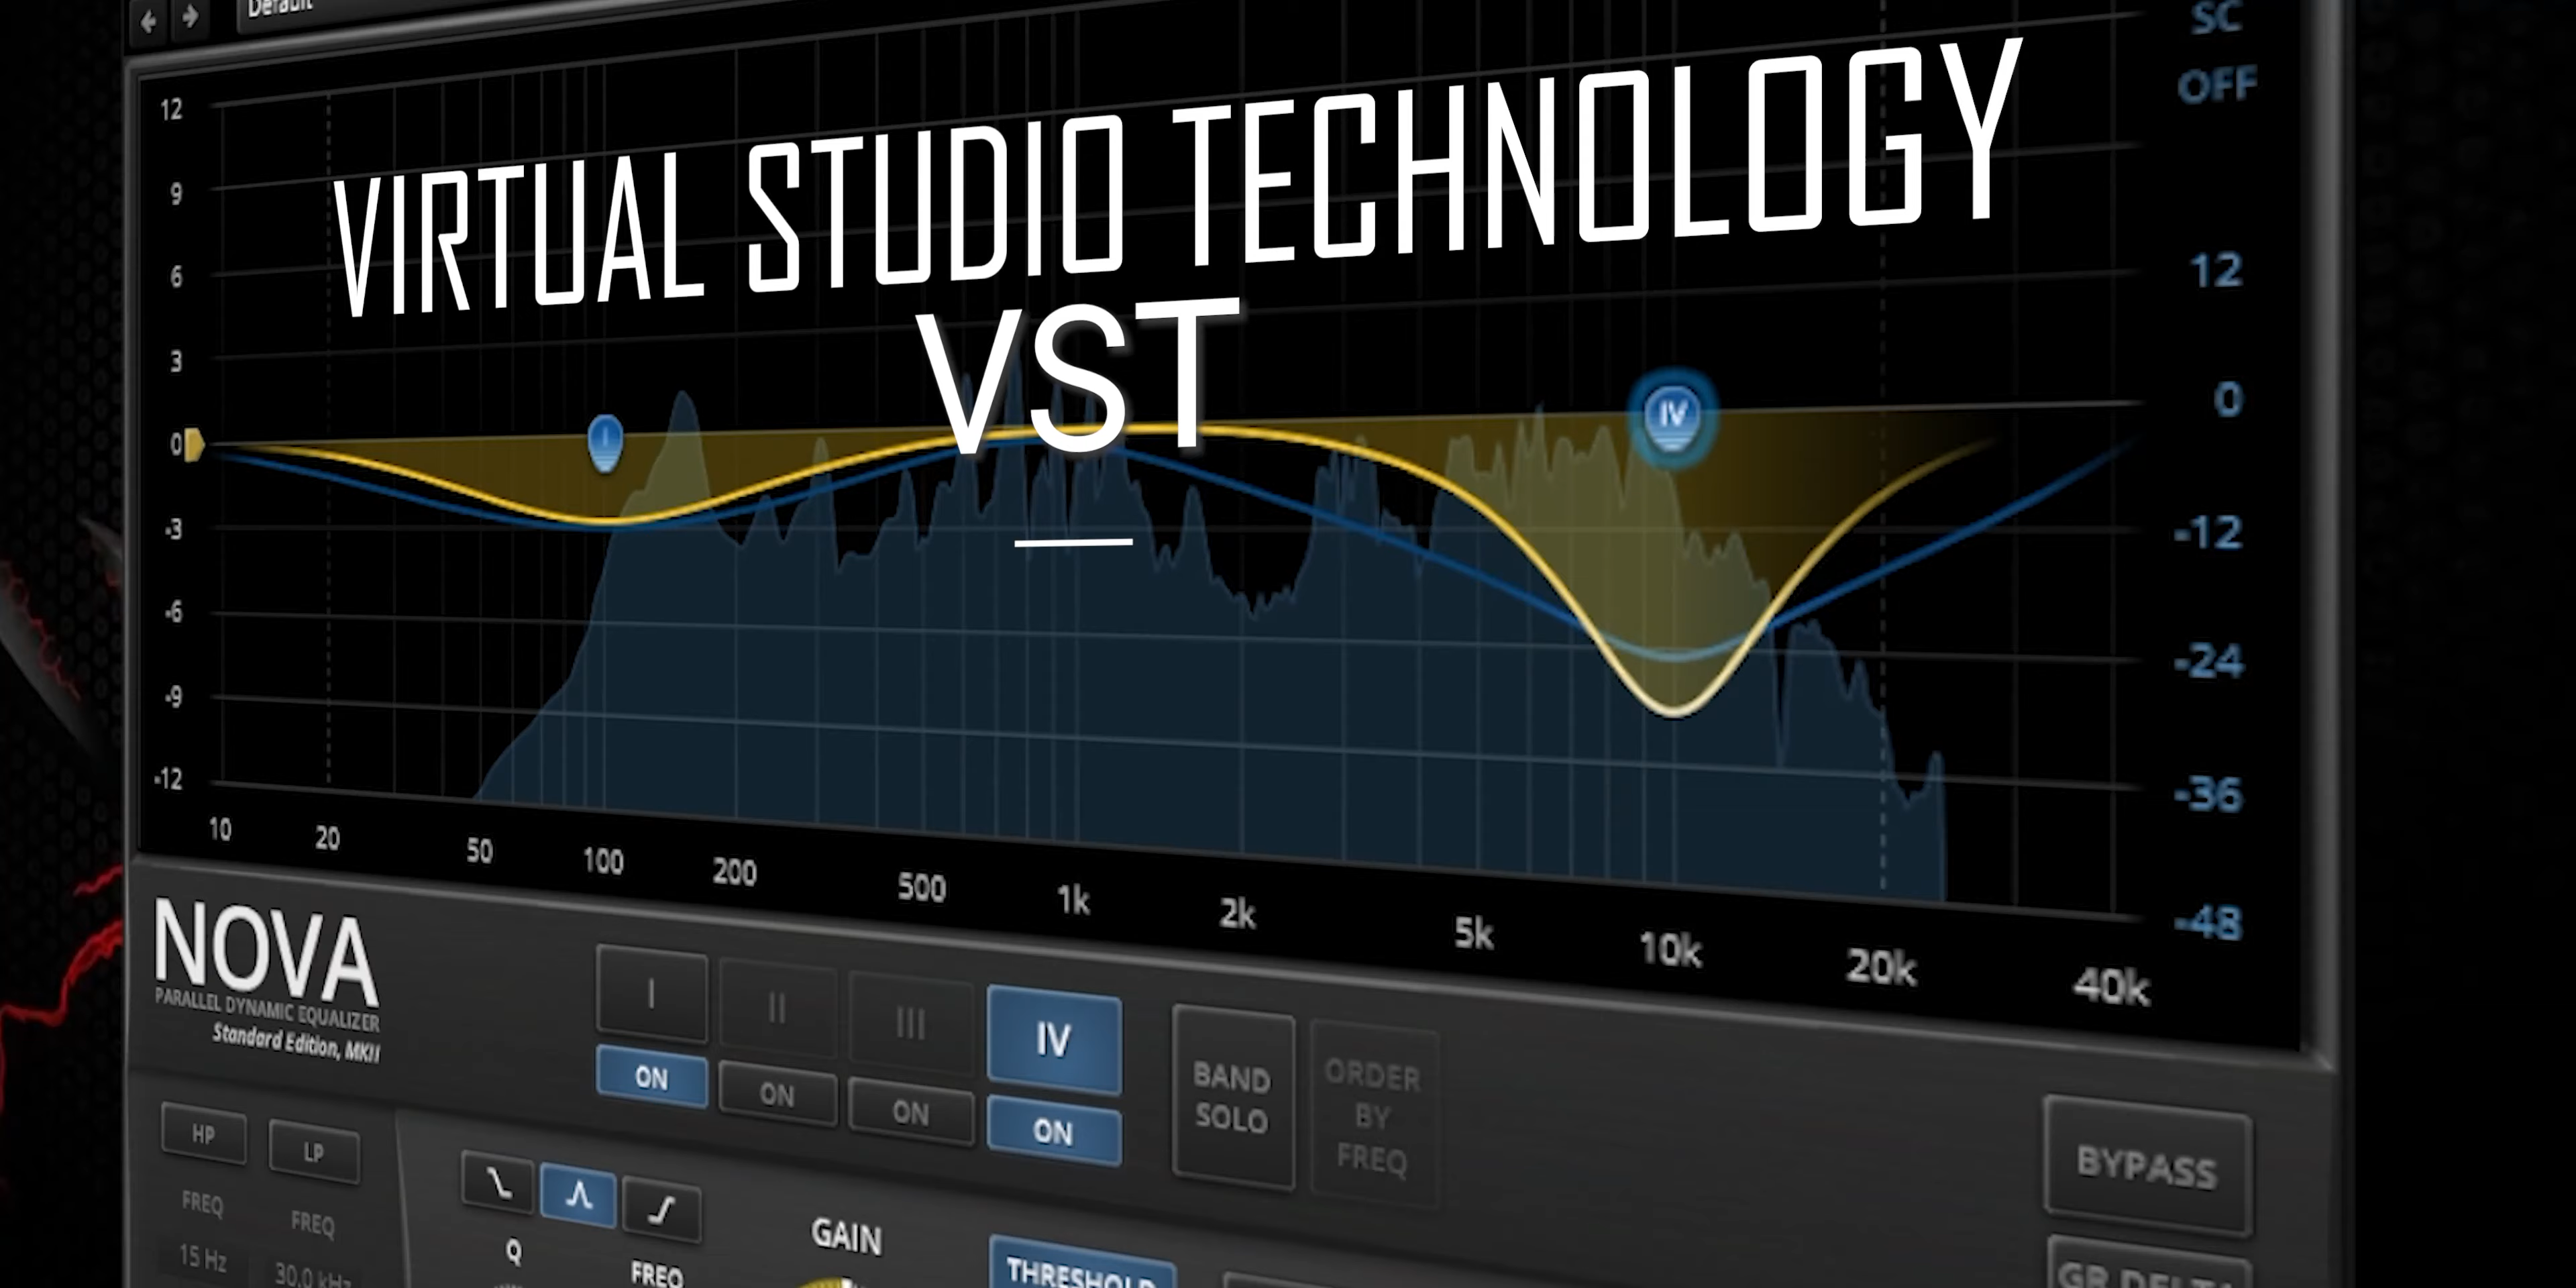 Default
VIRTUAL STUDIO TECHNOLOGY
VST
SC
OFF
12
9
6
3
0
-3
-6
-9
-12
12
0
-12
-24
-36
-48
I
IV
10 20 50 100 200 500 1k 2k 5k 10k 20k 40k
NOVA
PARALLEL DYNAMIC EQUALIZER
Standard Edition, MKII
I II III IV
ON ON ON ON
BAND
SOLO
ORDER
BY
FREQ
BYPASS
HP LP
FREQ FREQ
15 Hz 30.0 kHz
Q
FREQ
GAIN
THRESHOLD
GR DELTA